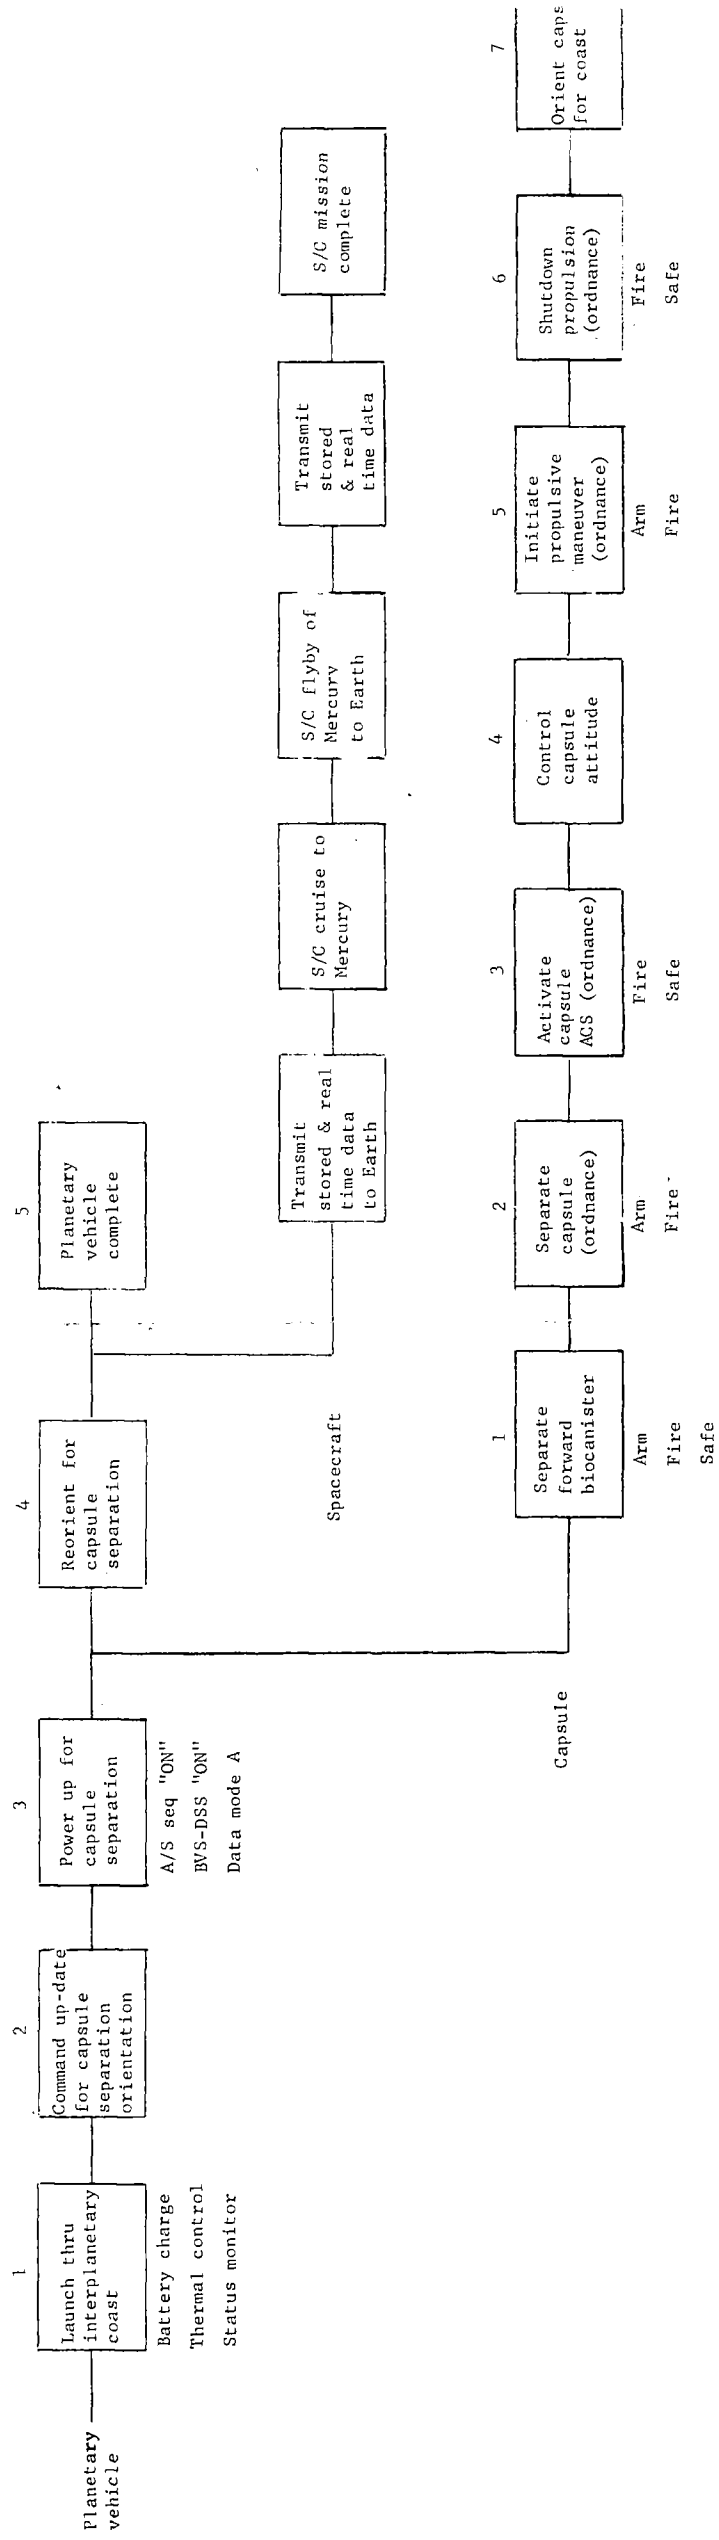 Planetary
vehicle
1
Launch thru
interplanetary
coast
Battery charge
Thermal control
Status monitor
2
Command up-date
for capsule
separation
orientation
3
Power up for
capsule
separation
A/S seq "ON"
BVS-DSS "ON"
Data mode A
4
Reorient for
capsule
separation
5
Planetary
vehicle
complete
Spacecraft
Transmit
stored & real
time data
to Earth
S/C cruise to
Mercury
S/C flyby of
Mercury
to Earth
Transmit
stored
& real
time data
S/C mission
complete
Capsule
1
Separate
forward
biocanister
Arm
Fire
Safe
2
Separate
capsule
(ordnance)
Arm
Fire
3
Activate
capsule
ACS (ordnance)
Fire
Safe
4
Control
capsule
attitude
5
Initiate
propulsive
maneuver
(ordnance)
Arm
Fire
6
Shutdown
propulsion
(ordnance)
Fire
Safe
7
Orient caps
for coast